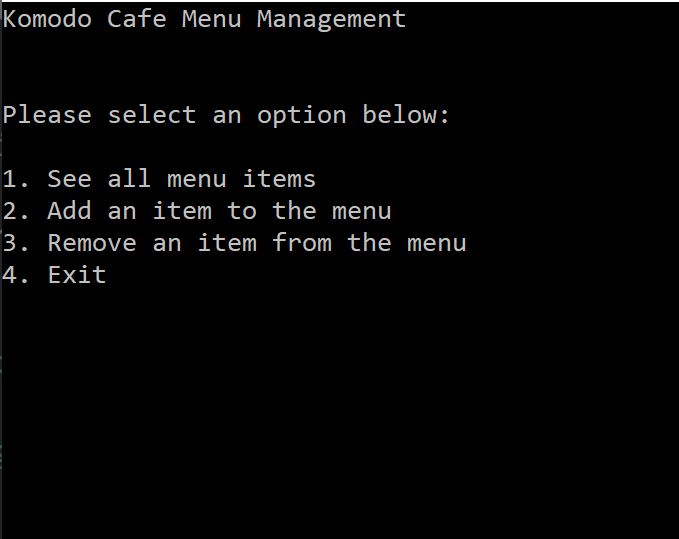 Komodo Cafe Menu Management
Please select an option below:
1. See all menu items
2. Add an item to the menu
3. Remove an item from the menu
4. Exit